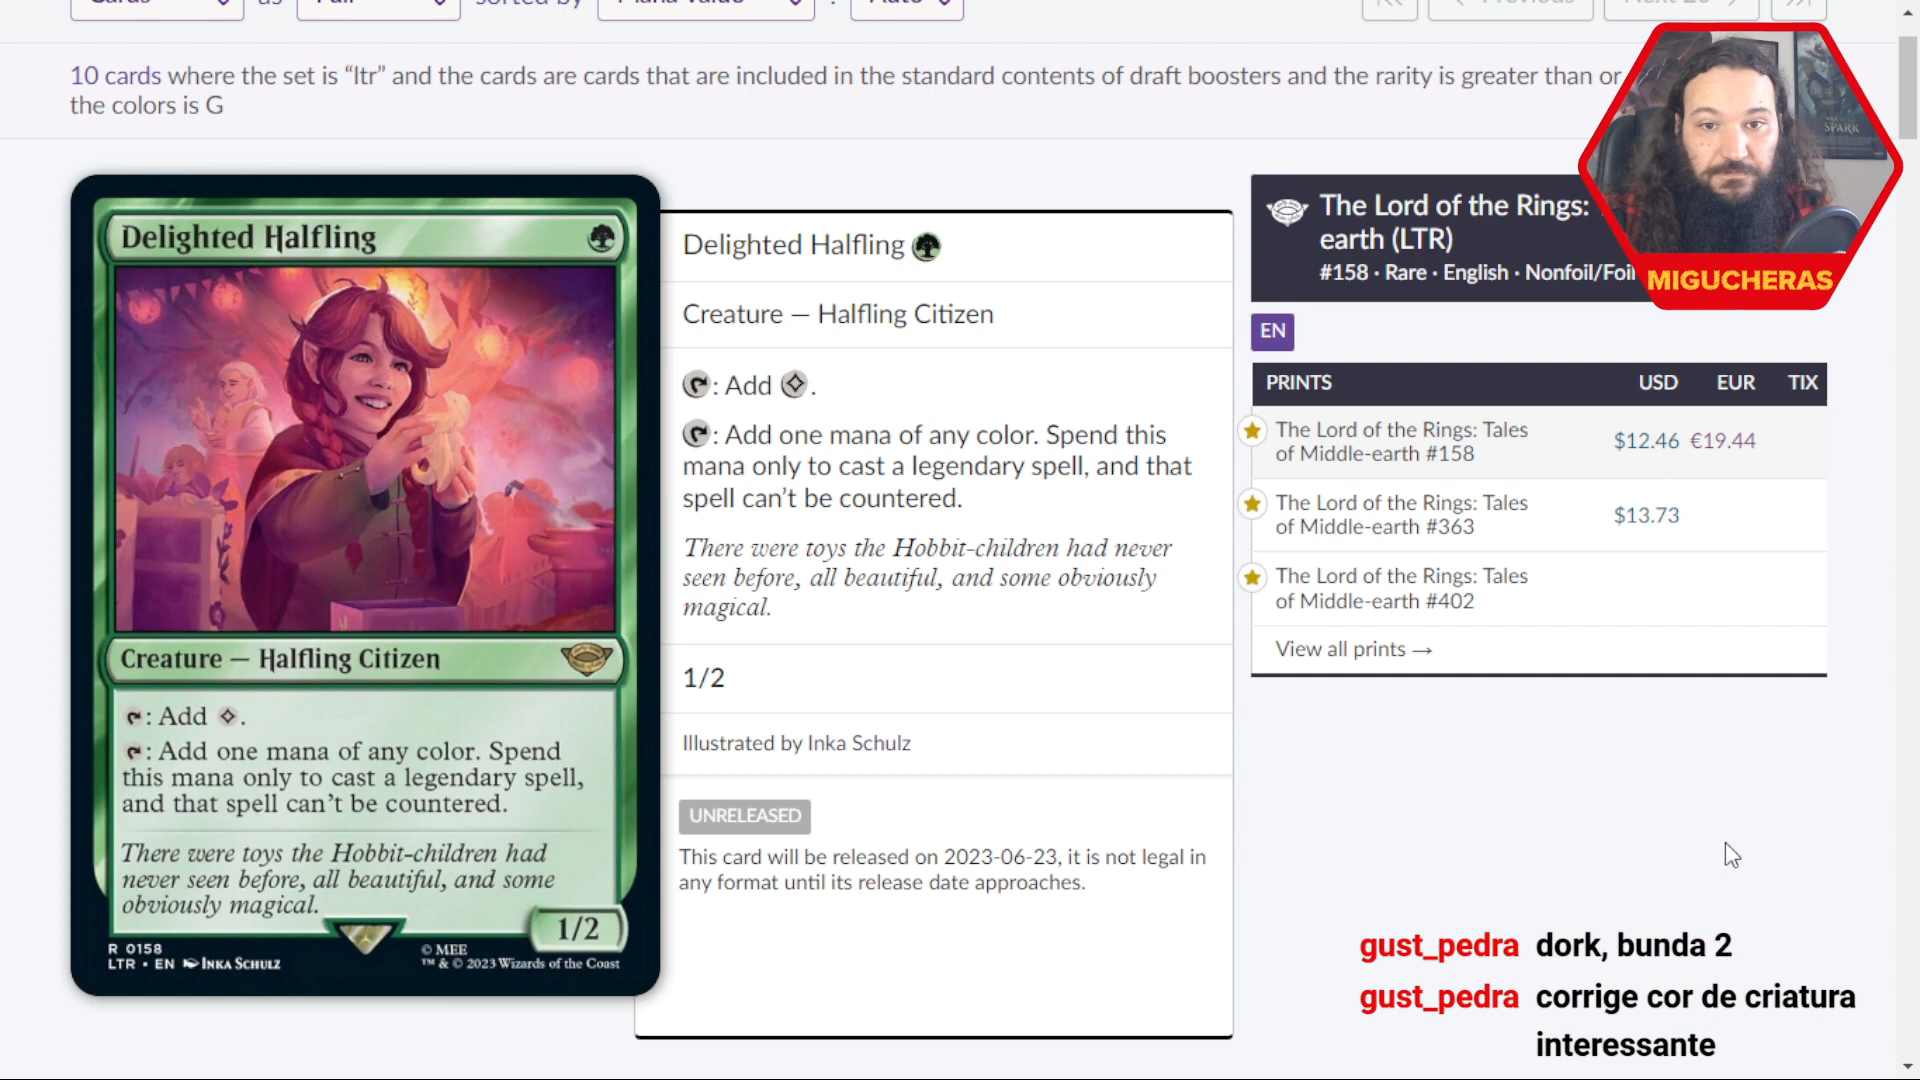 10 cards where the set is “ltr” and the cards are cards that are included in the standard contents of draft boosters and the rarity is greater than or
the colors is G
Delighted Halfling
Creature — Halfling Citizen
: Add .
: Add one mana of any color. Spend
this mana only to cast a legendary spell,
and that spell can’t be countered.
There were toys the Hobbit-children had
never seen before, all beautiful, and some
obviously magical.
1/2
R 0158
LTR • EN INKA SCHULZ
© MEE
™ & © 2023 Wizards of the Coast
Delighted Halfling
Creature — Halfling Citizen
: Add .
: Add one mana of any color. Spend this
mana only to cast a legendary spell, and that
spell can’t be countered.
There were toys the Hobbit-children had never
seen before, all beautiful, and some obviously
magical.
1/2
Illustrated by Inka Schulz
UNRELEASED
This card will be released on 2023-06-23, it is not legal in
any format until its release date approaches.
The Lord of the Rings:
earth (LTR)
#158 · Rare · English · Nonfoil/Foil
EN
PRINTS USD EUR TIX
The Lord of the Rings: Tales
of Middle-earth #158 $12.46 €19.44
The Lord of the Rings: Tales
of Middle-earth #363 $13.73
The Lord of the Rings: Tales
of Middle-earth #402
View all prints →
SPARK
MIGUCHERAS
gust_pedra dork, bunda 2
gust_pedra corrige cor de criatura
interessante